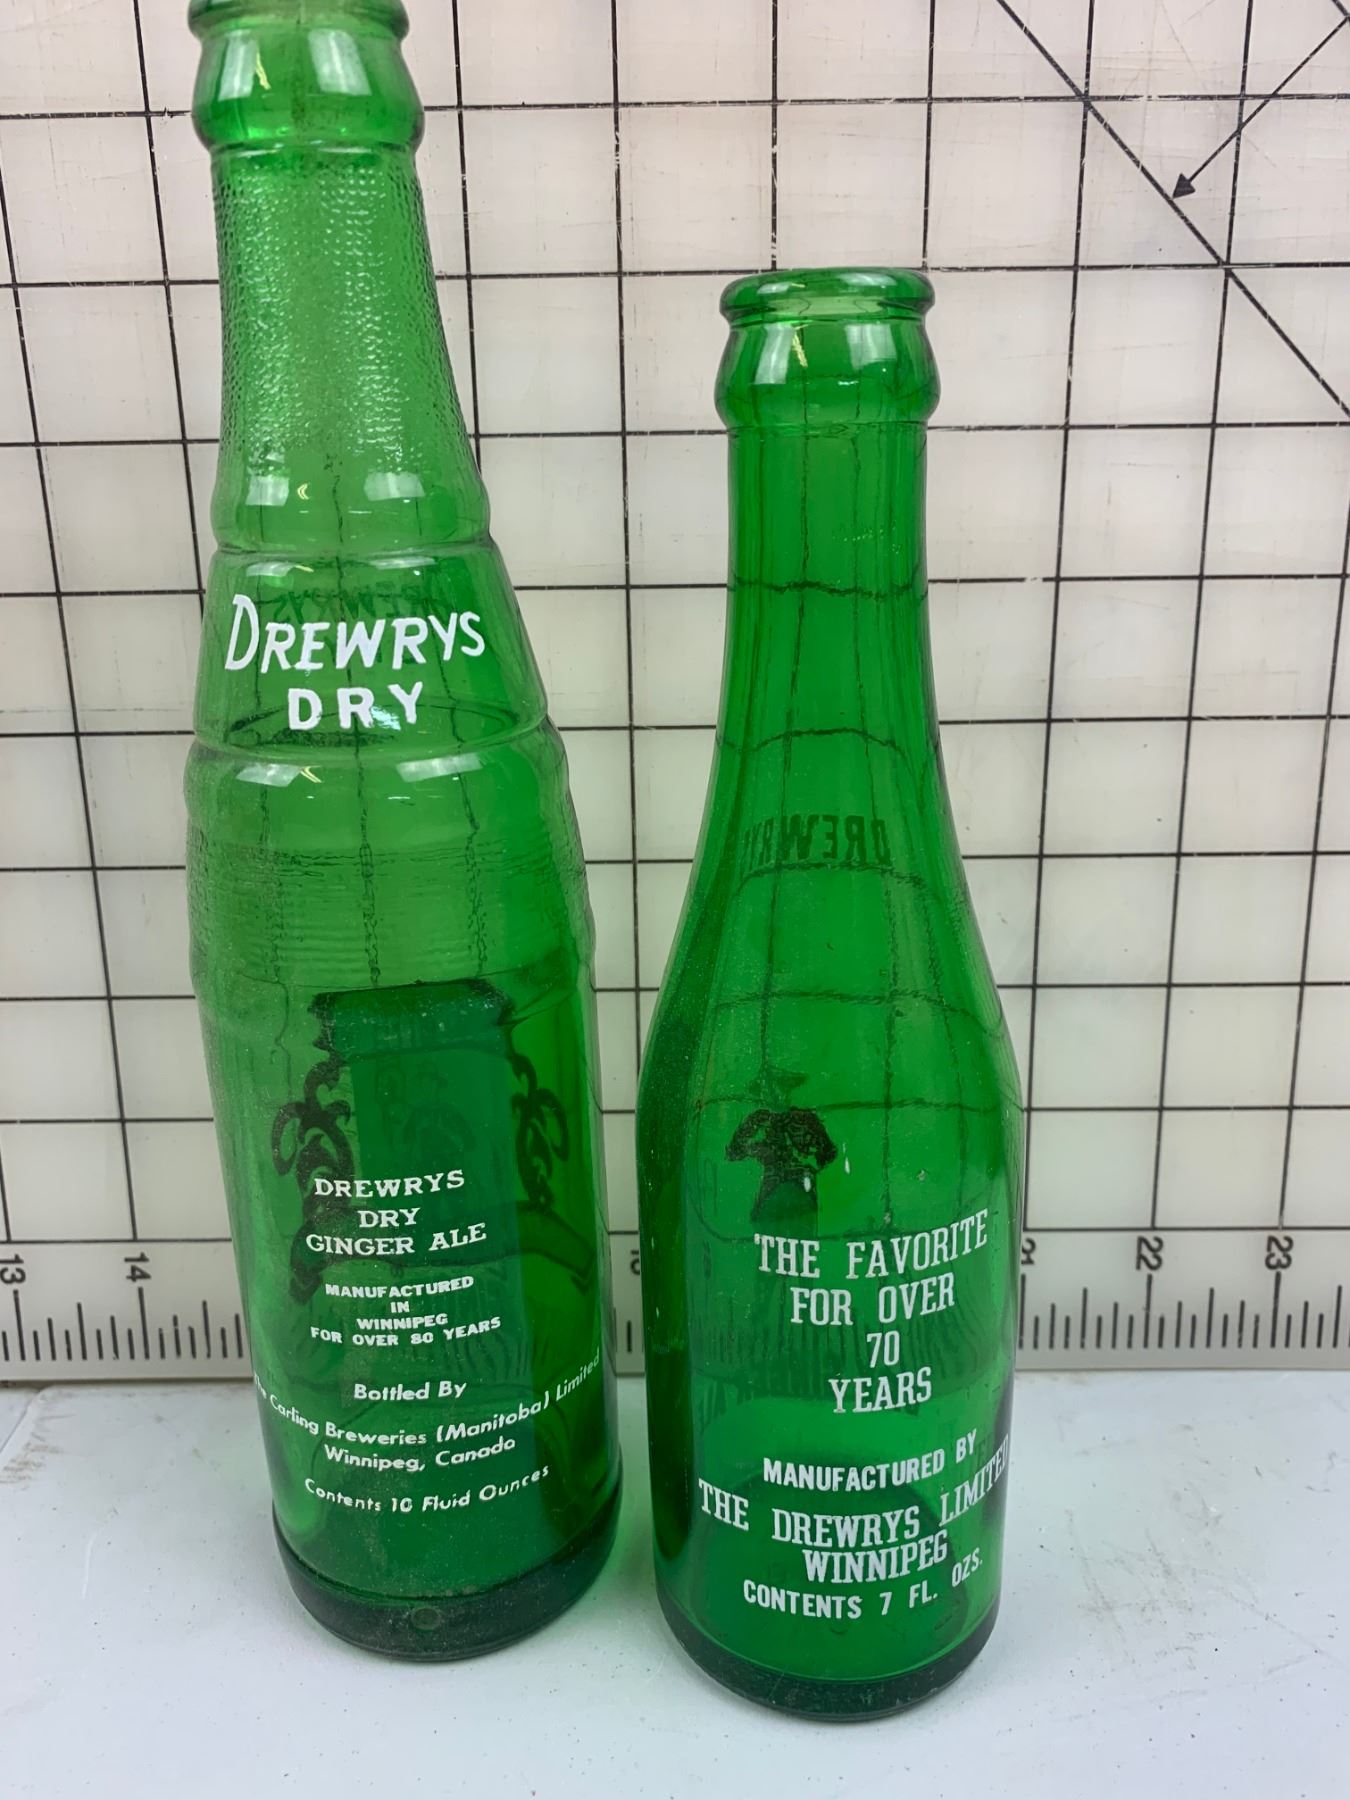 DREWRYS
DRY
DREWRYS
DRY
GINGER ALE
MANUFACTURED
IN
WINNIPEG
FOR OVER 80 YEARS
Bottled By
The Carling Breweries (Manitoba) Limited
Winnipeg, Canada
Contents 10 Fluid Ounces
DREWRYS
THE FAVORITE
FOR OVER
70
YEARS
MANUFACTURED BY
THE DREWRYS LIMITED
WINNIPEG
CONTENTS 7 FL. OZS.
13
14
21
22
23